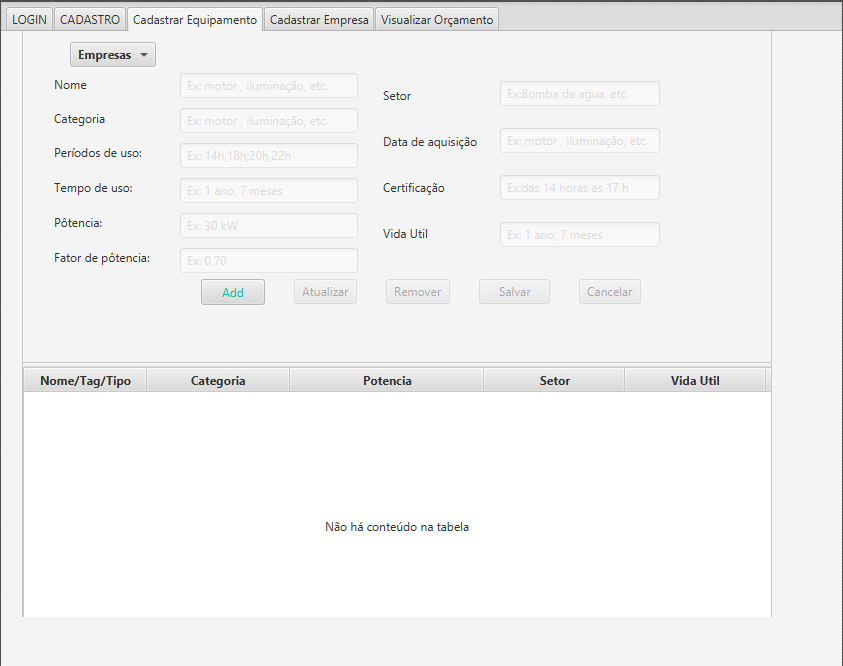 LOGIN CADASTRO Cadastrar Equipamento Cadastrar Empresa Visualizar Orçamento
Empresas
Nome Ex: motor , iluminação, etc.
Setor Ex:Bomba de agua, etc.
Categoria Ex: motor , iluminação, etc.
Data de aquisição Ex: motor , iluminação, etc.
Períodos de uso: Ex: 14h,18h;20h,22h
Tempo de uso: Ex: 1 ano, 7 meses
Certificação Ex:das 14 horas as 17 h
Pôtencia: Ex: 30 kW
Vida Util Ex: 1 ano, 7 meses
Fator de pôtencia: Ex: 0,70
Add Atualizar Remover Salvar Cancelar
Nome/Tag/Tipo Categoria Potencia Setor Vida Util
Não há conteúdo na tabela